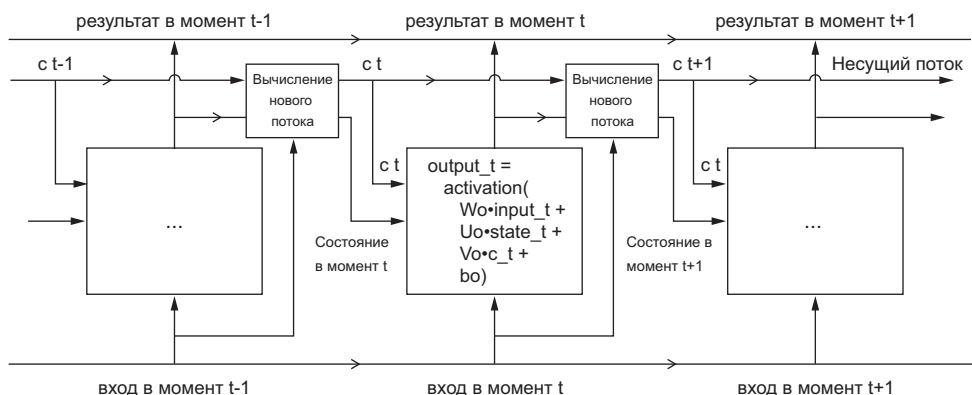 результат в момент t-1
результат в момент t
результат в момент t+1
c t-1
Вычисление
нового
потока
c t
Вычисление
нового
потока
c t+1
Несущий поток
...
c t
output_t =
activation(
Wo•input_t +
Uo•state_t +
Vo•c_t +
bo)
c t
...
Состояние
в момент t
Состояние в
момент t+1
вход в момент t-1
вход в момент t
вход в момент t+1